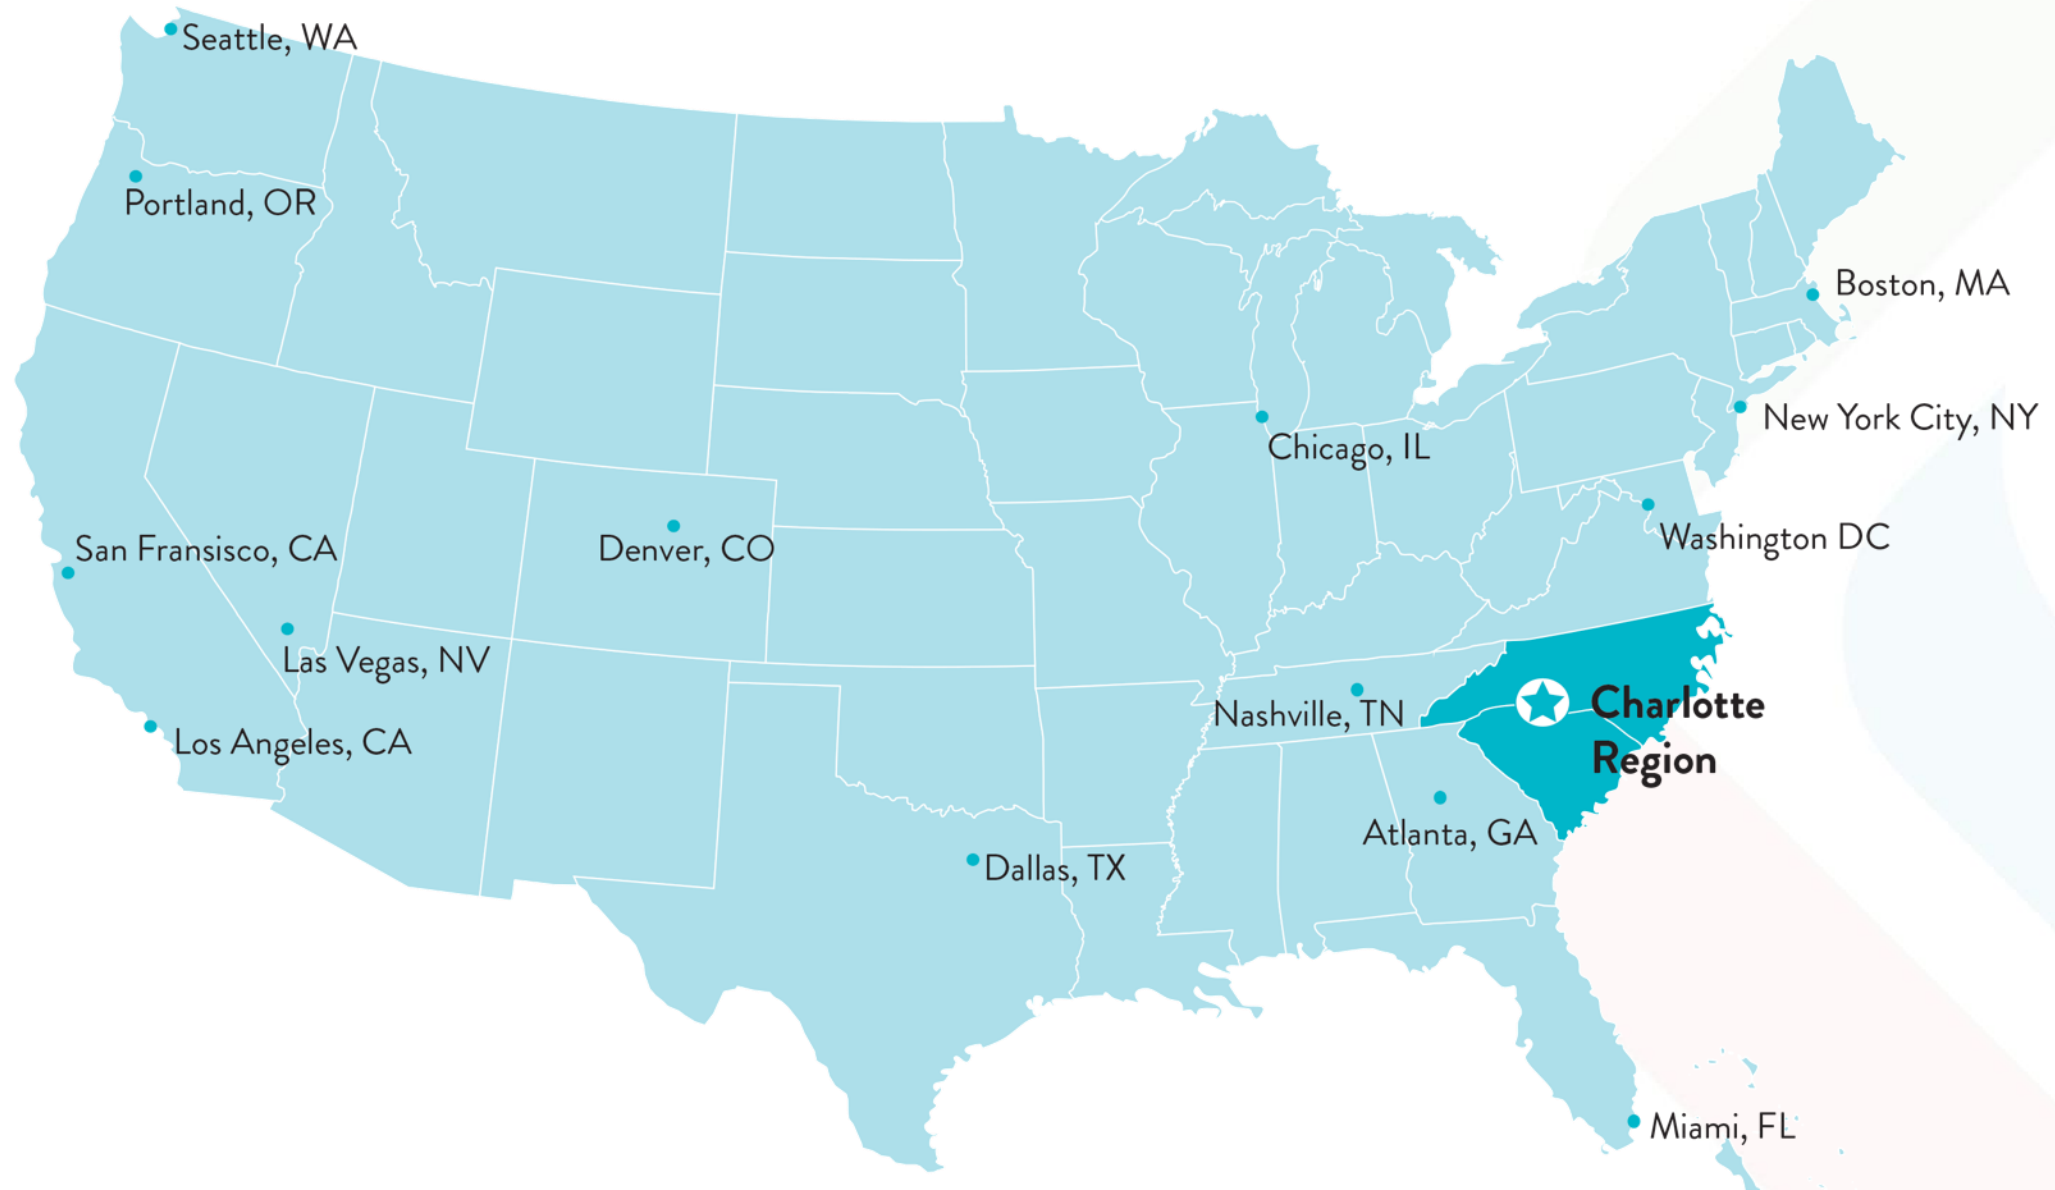 Seattle, WA
Portland, OR
Boston, MA
New York City, NY
Chicago, IL
Washington DC
San Fransisco, CA
Denver, CO
Las Vegas, NV
Nashville, TN
Charlotte
Region
Los Angeles, CA
Atlanta, GA
Dallas, TX
Miami, FL